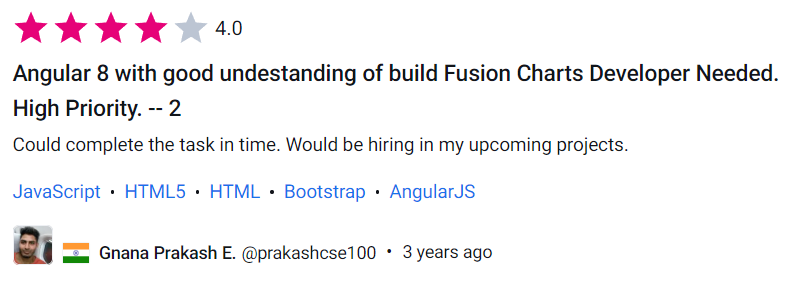 4.0
Angular 8 with good undestanding of build Fusion Charts Developer Needed.
High Priority. -- 2
Could complete the task in time. Would be hiring in my upcoming projects.
JavaScript • HTML5 • HTML • Bootstrap • AngularJS
Gnana Prakash E. @prakashcse100 • 3 years ago